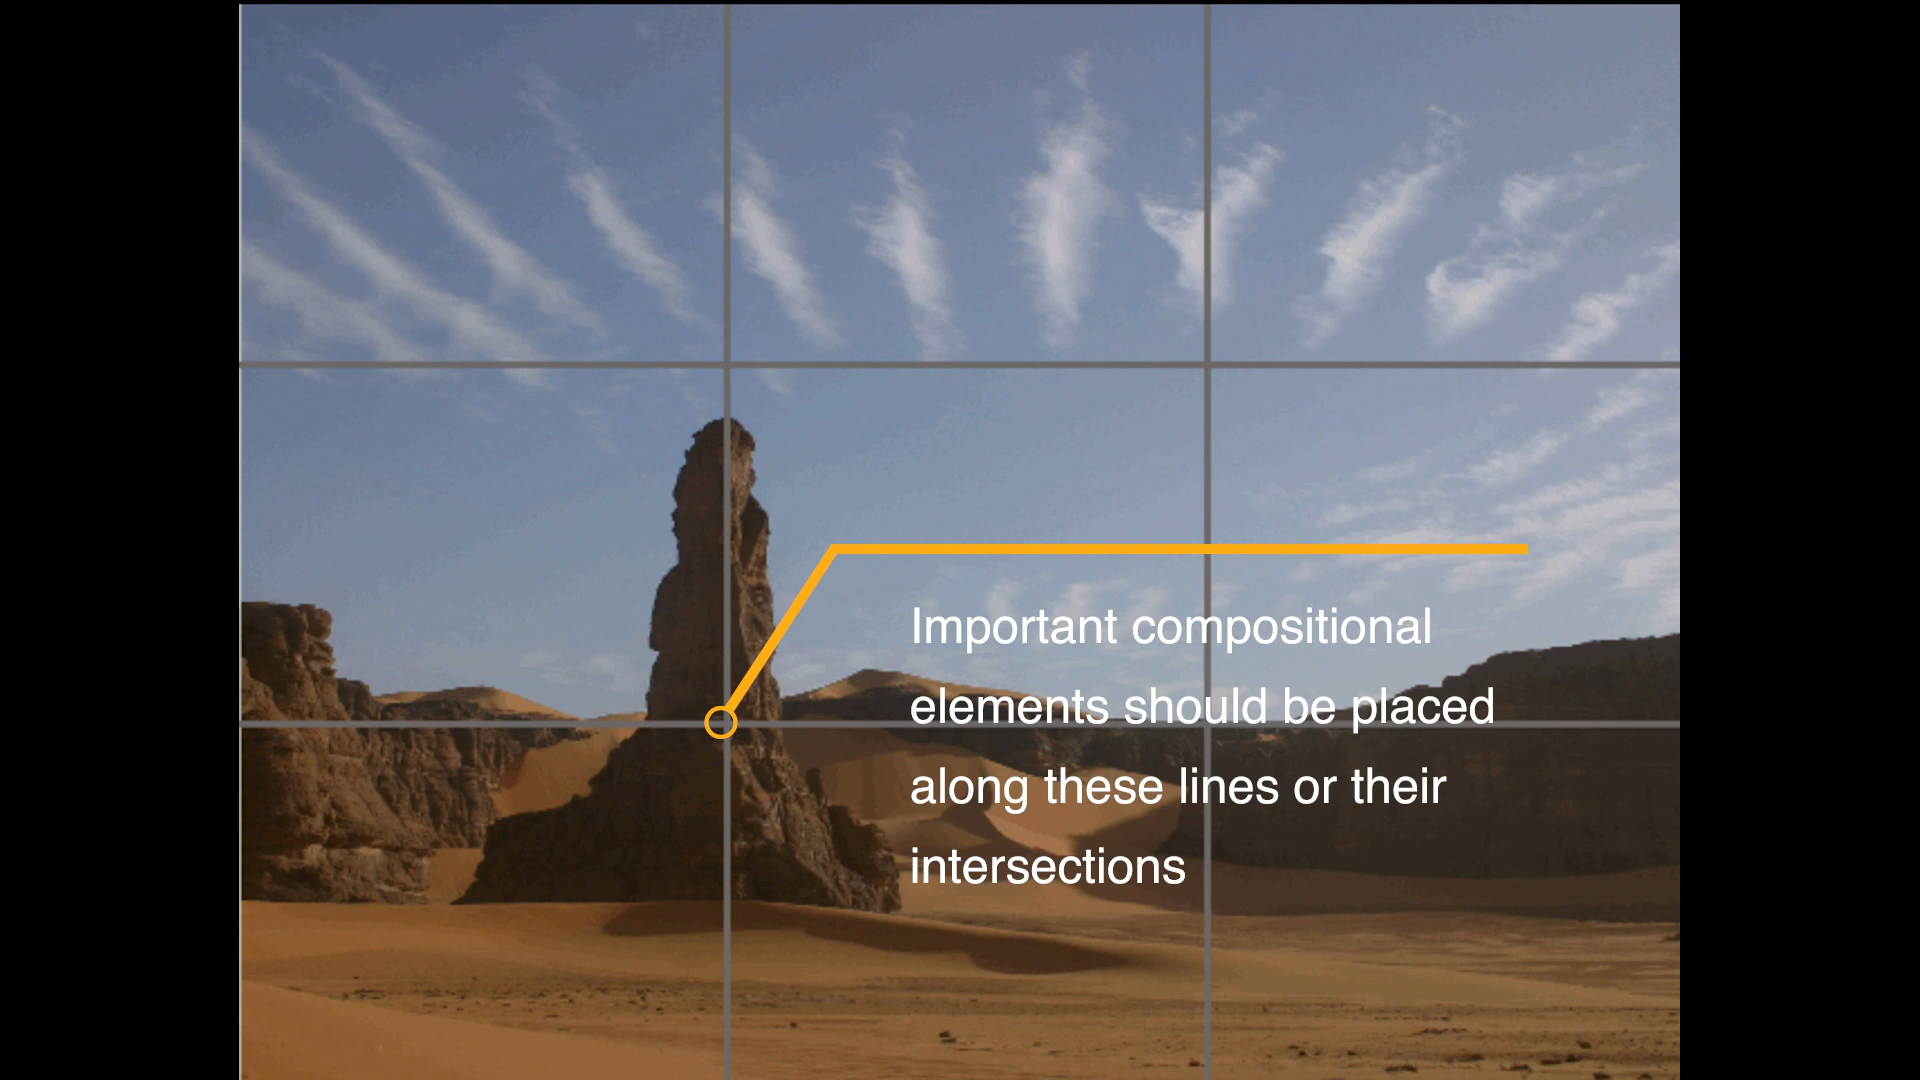 Important compositional
elements should be placed
along these lines or their
intersections